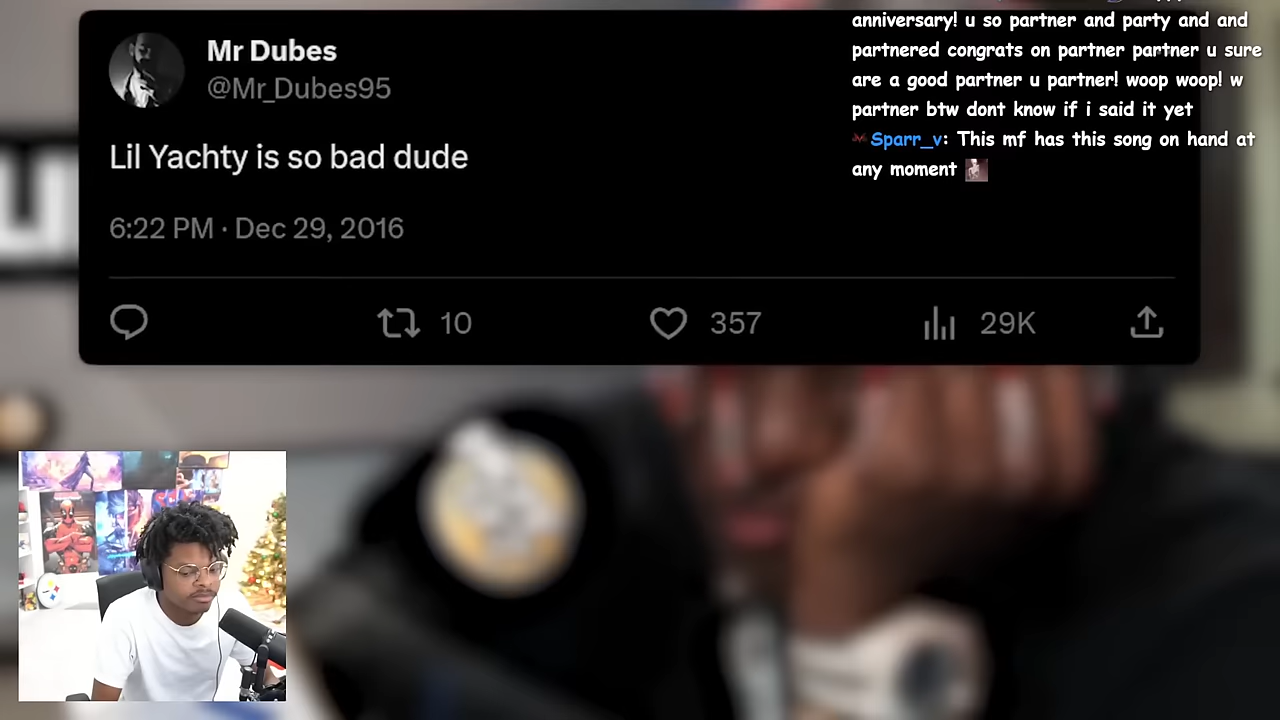 Mr Dubes
@Mr_Dubes95
Lil Yachty is so bad dude
6:22 PM · Dec 29, 2016
10 357 29K
anniversary! u so partner and party and and
partnered congrats on partner partner u sure
are a good partner u partner! woop woop! w
partner btw dont know if i said it yet
Sparr_v: This mf has this song on hand at
any moment